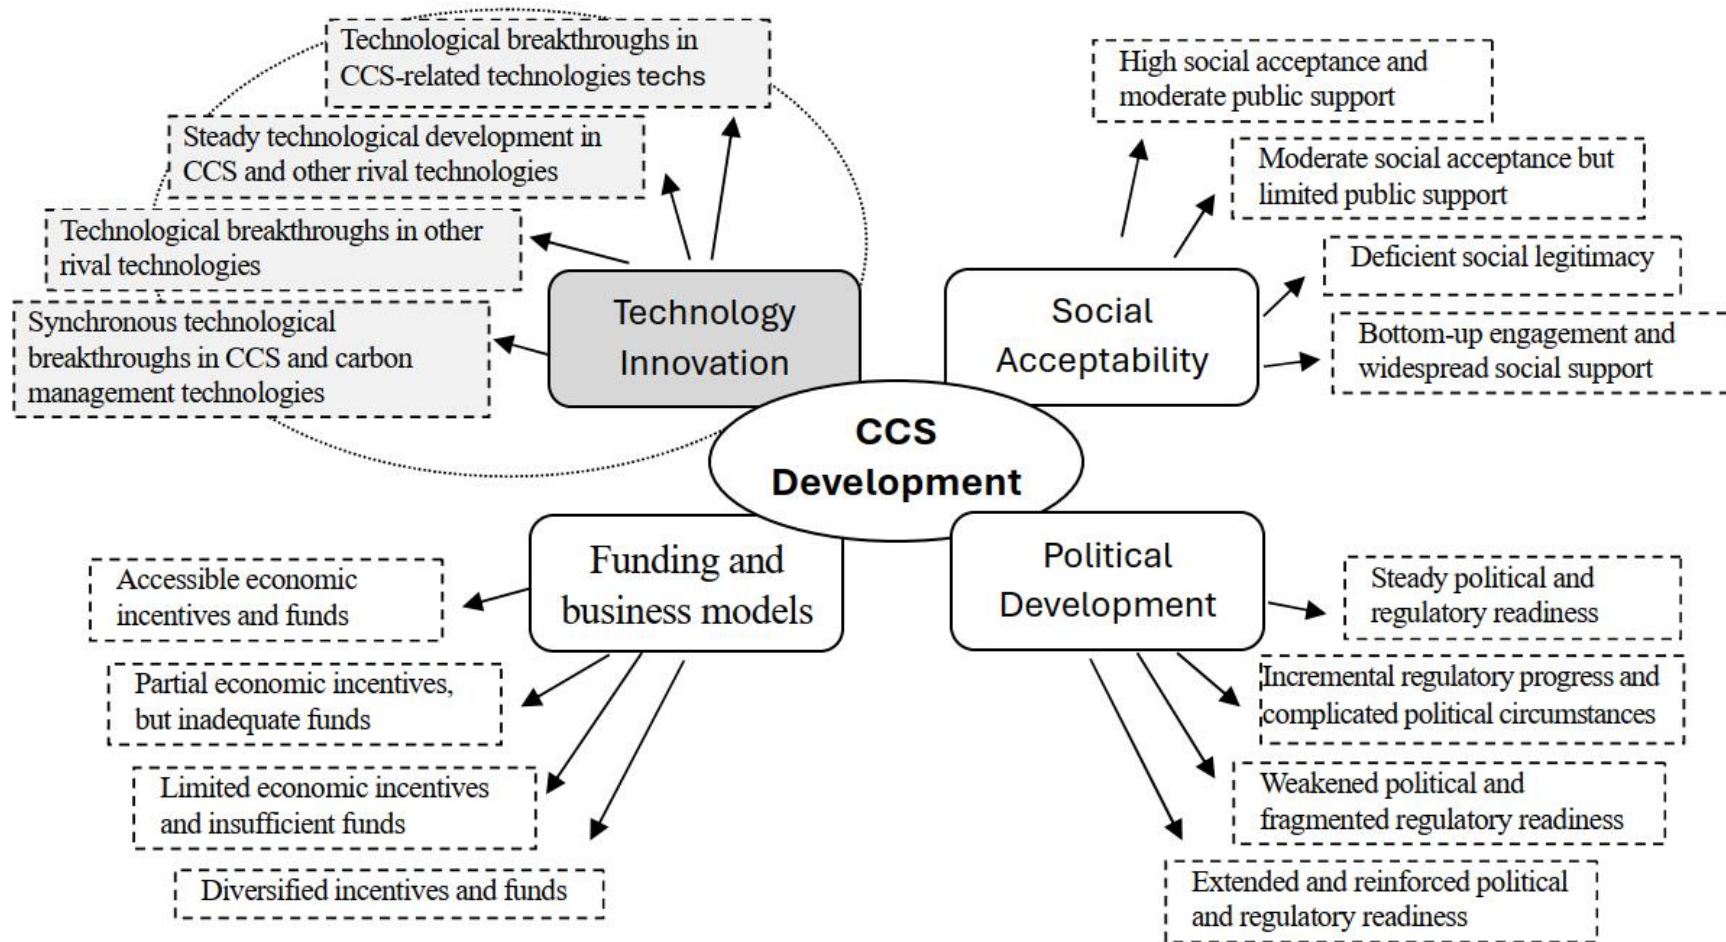 Technological breakthroughs in
CCS-related technologies techs
Steady technological development in
CCS and other rival technologies
Technological breakthroughs in other
rival technologies
Synchronous technological
breakthroughs in CCS and carbon
management technologies
Technology
Innovation
High social acceptance and
moderate public support
Moderate social acceptance but
limited public support
Deficient social legitimacy
Bottom-up engagement and
widespread social support
Social
Acceptability
CCS
Development
Funding and
business models
Accessible economic
incentives and funds
Partial economic incentives,
but inadequate funds
Limited economic incentives
and insufficient funds
Diversified incentives and funds
Political
Development
Steady political and
regulatory readiness
Incremental regulatory progress and
complicated political circumstances
Weakened political and
fragmented regulatory readiness
Extended and reinforced political
and regulatory readiness